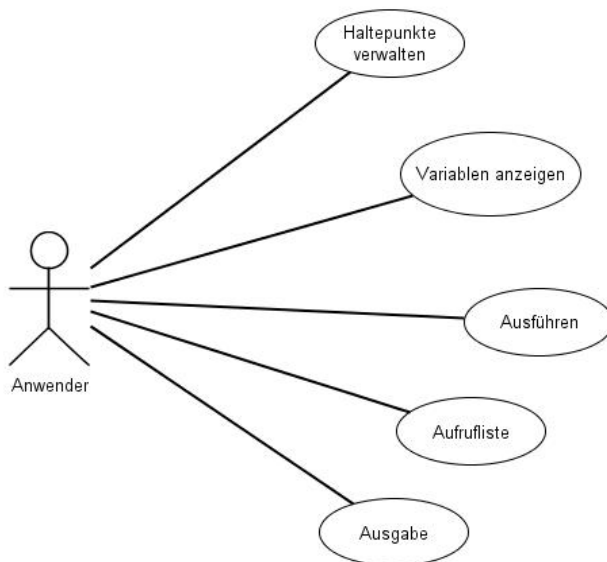 Haltepunkte
verwalten
Variablen anzeigen
Ausführen
Anwender
Aufrufliste
Ausgabe